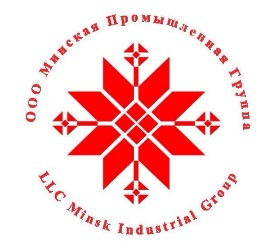 ООО Минская Промышленная Группа
LLC Minsk Industrial Group